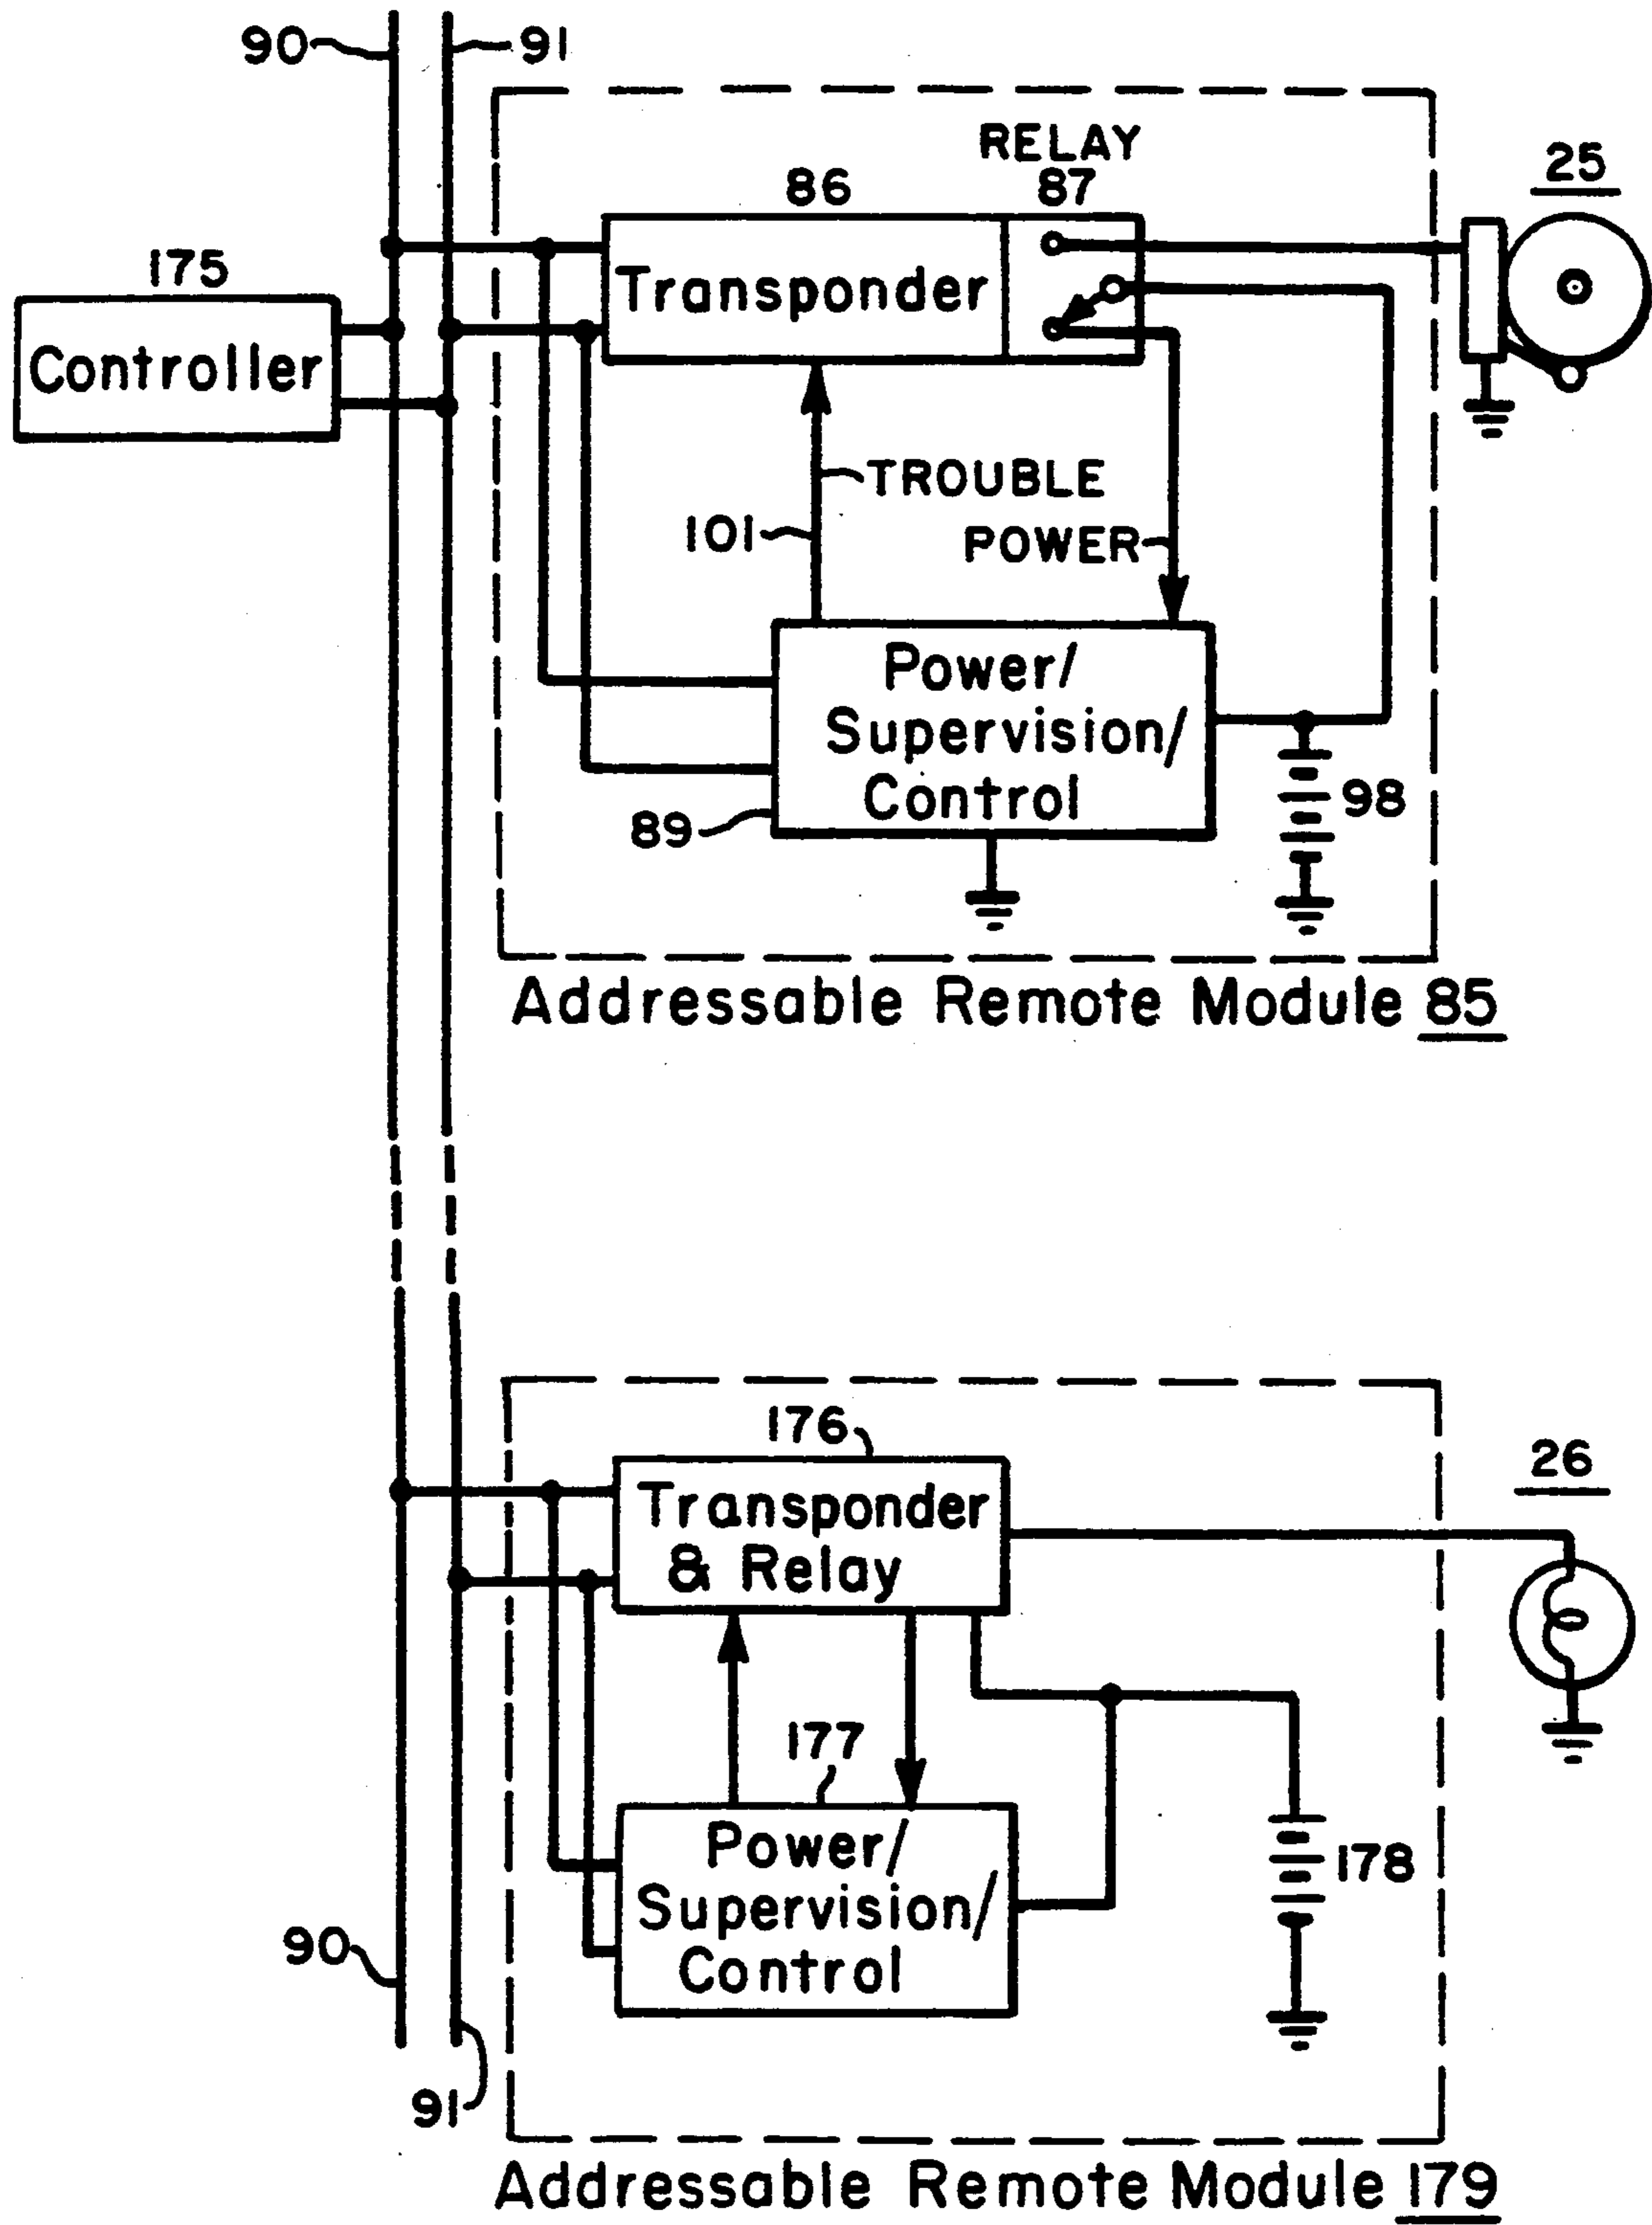 90
91
RELAY
25
86
87
175
Transponder
Controller
TROUBLE
101
POWER
Power/
Supervision/
Control
98
89
Addressable Remote Module 85
176
26
Transponder
& Relay
177
Power/
Supervision/
Control
178
90
91
Addressable Remote Module 179